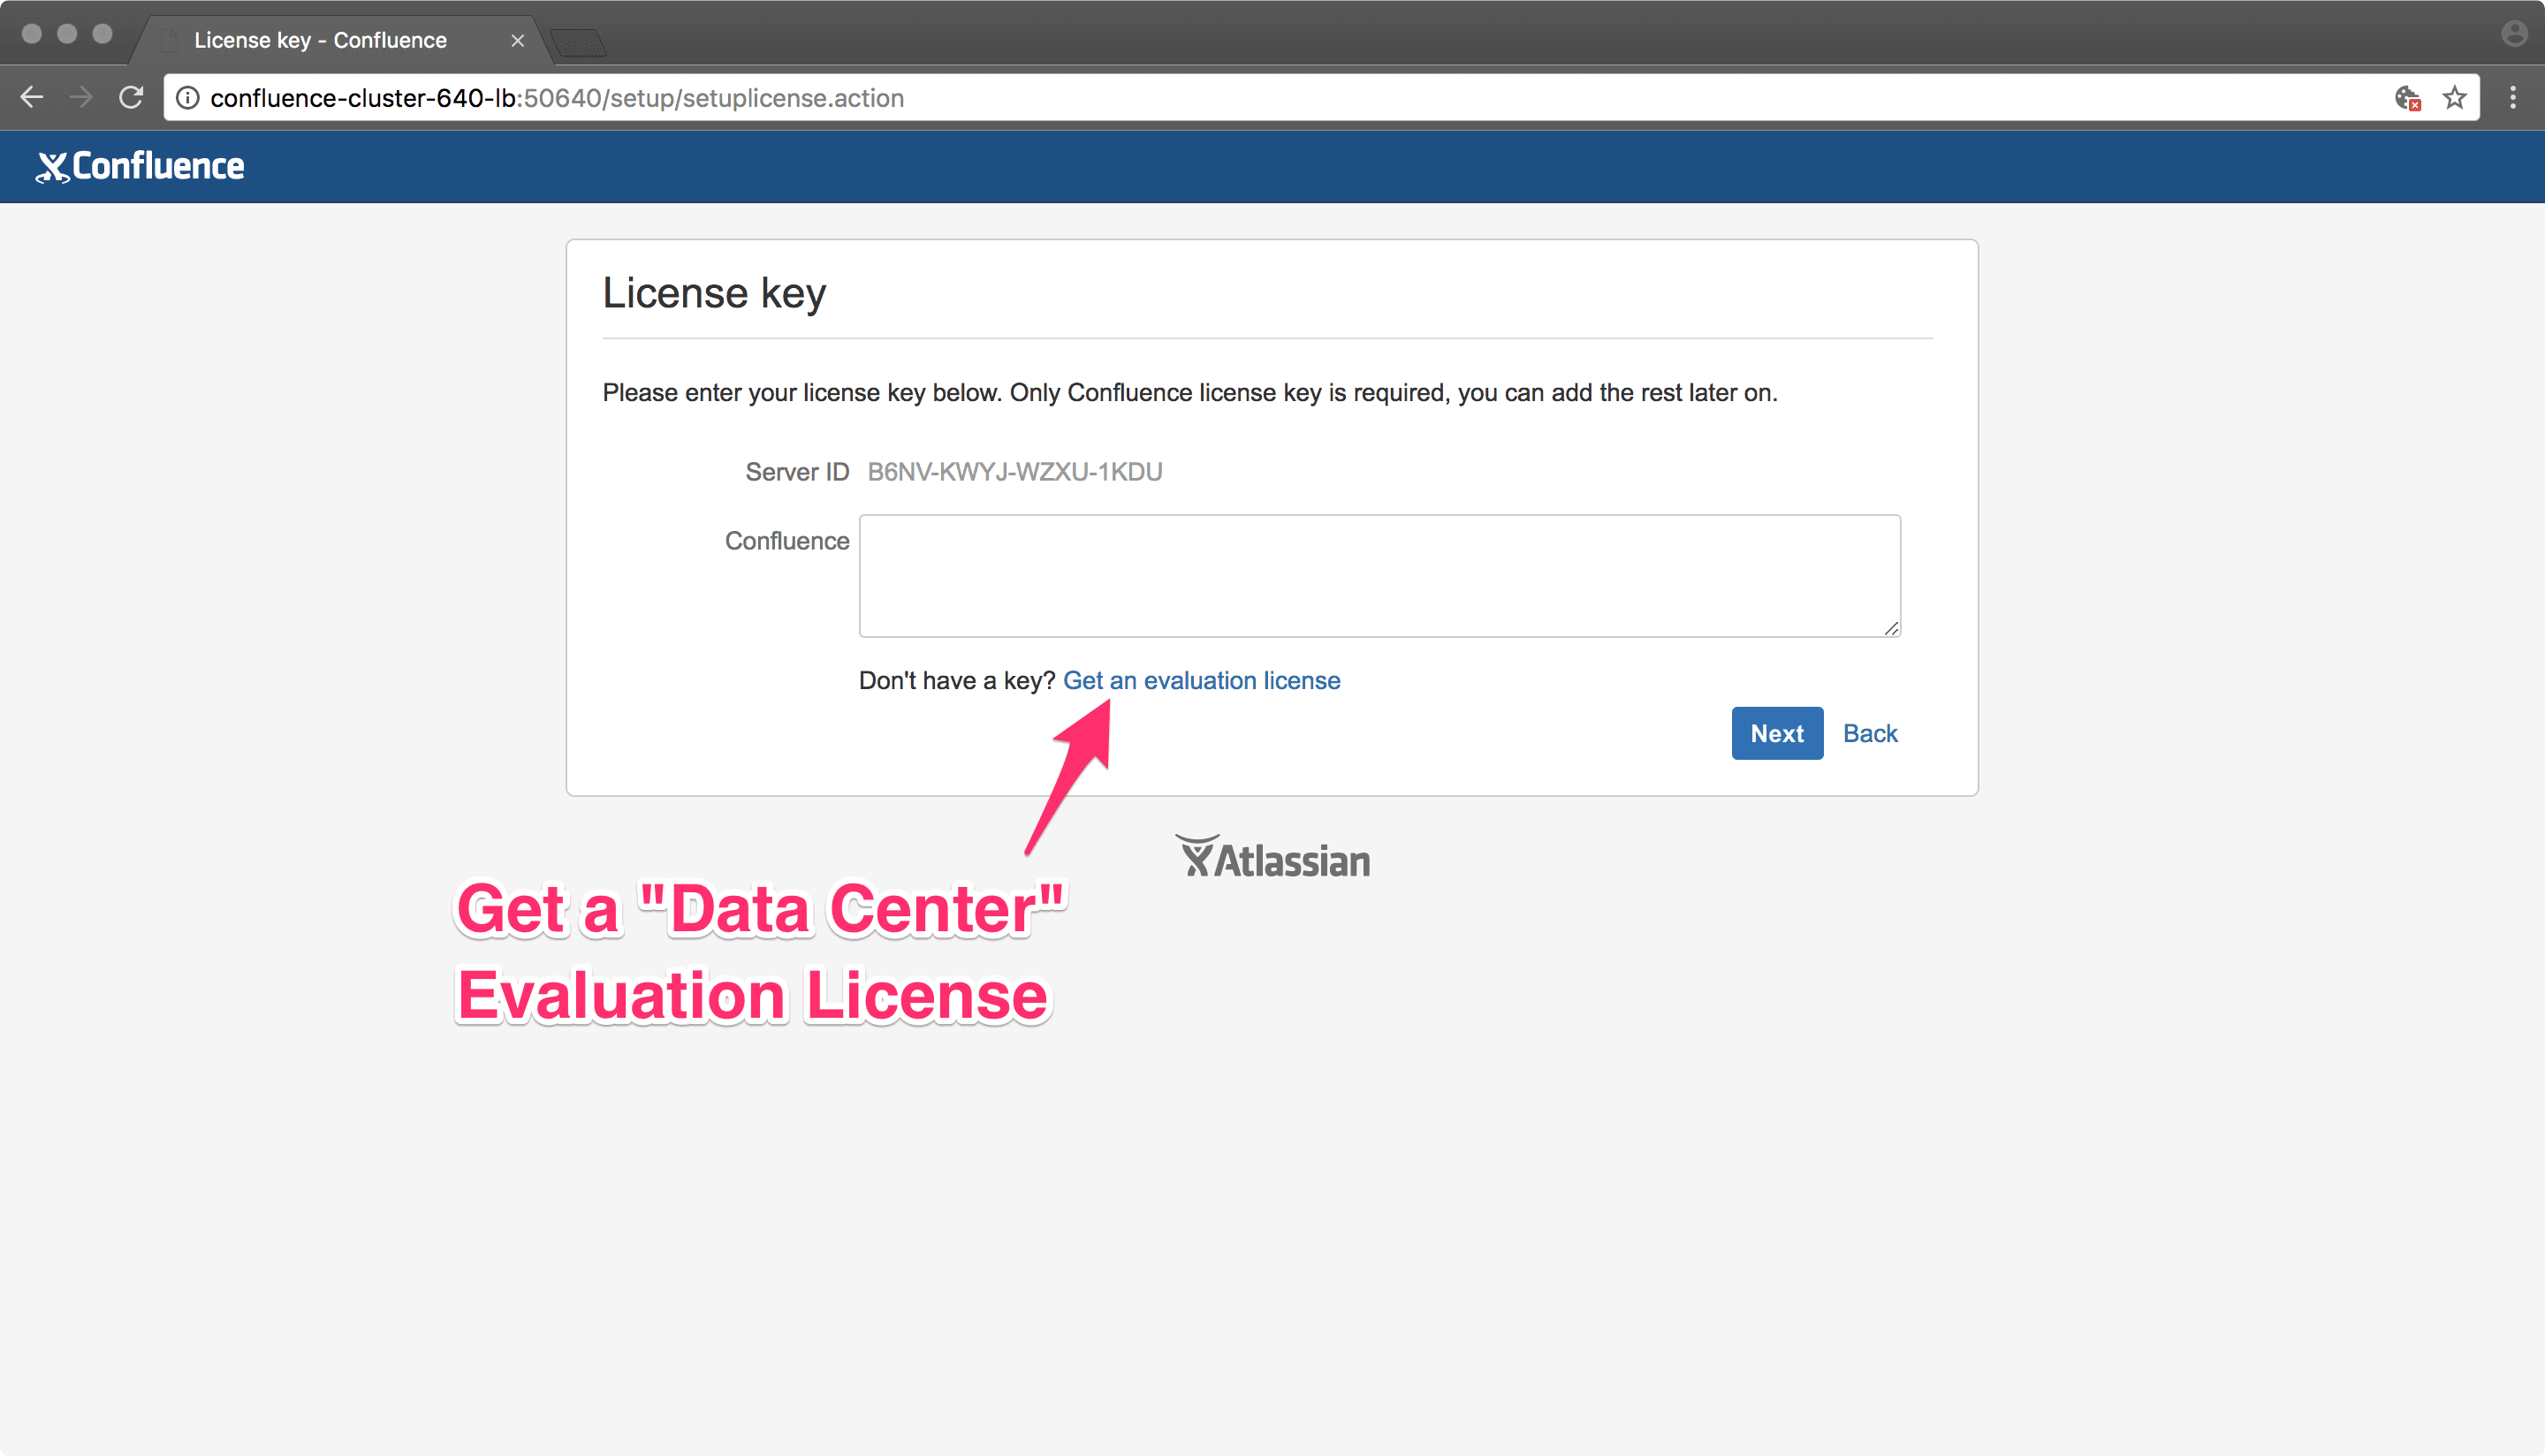 License key - Confluence
confluence-cluster-640-lb:50640/setup/setuplicense.action
Confluence
License key
Please enter your license key below. Only Confluence license key is required, you can add the rest later on.
Server ID B6NV-KWYJ-WZXU-1KDU
Confluence
Don't have a key? Get an evaluation license
Next Back
Atlassian
Get a "Data Center"
Evaluation License